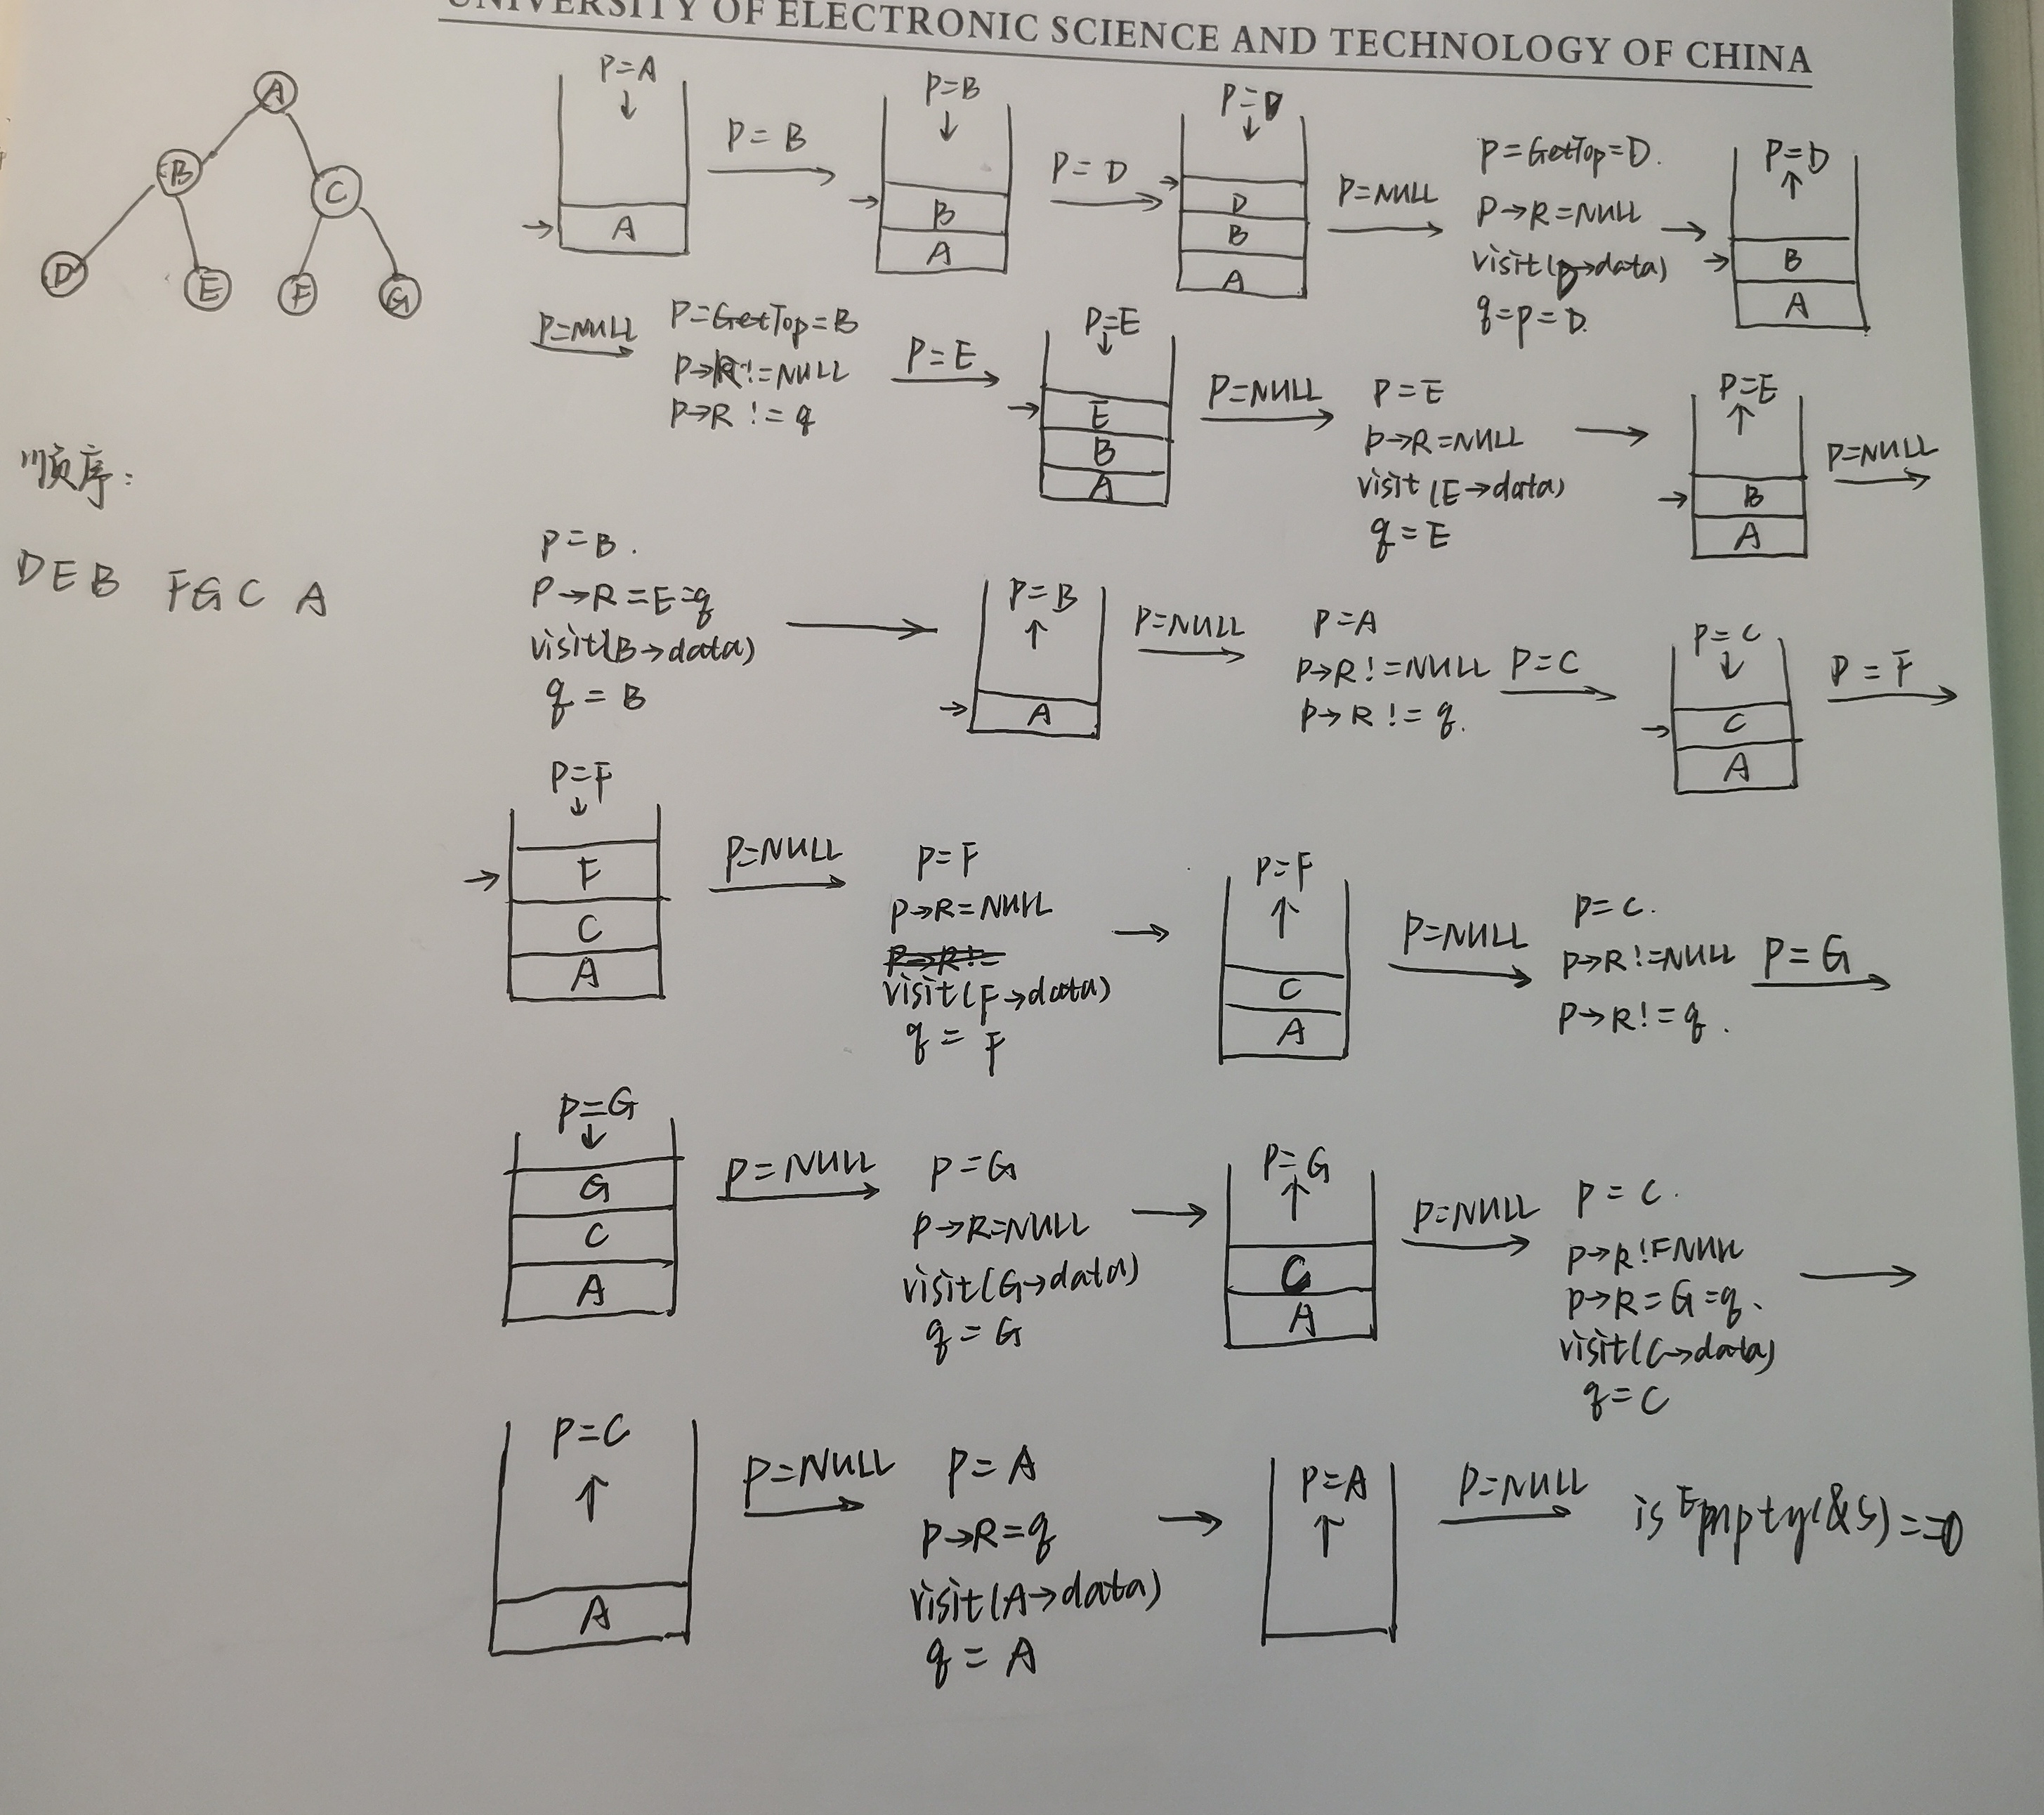 UNIVERSITY OF ELECTRONIC SCIENCE AND TECHNOLOGY OF CHINA
A
B C
D E F G
顺序:
DEB FGC A
P=A
↓
→ A
P=B
→
P=B
↓
→ B
A
P=D
→
P=D
↓
→ D
B
A
P=NULL
→
P=GetTop=D.
P→R=NULL
visit(D→data)
q=p=D.
→
P=D
↑
→ B
A
P=NULL
→
P=GetTop=B
P→R!=NULL
P→R!=q
P=E
→
P=E
↓
→ E
B
A
P=NULL
→
P=E
P→R=NULL
visit(E→data)
q=E
→
P=E
↑
→ B
A
P=NULL
→
P=B.
P→R=E=q
visit(B→data)
q=B
→
P=B
↑
→ A
P=NULL
→
P=A
P→R!=NULL
P→R!=q.
P=C
→
P=C
↓
→ C
A
P=F
→
P=F
↓
→ F
C
A
P=NULL
→
P=F
P→R=NULL
P→R!=
visit(F→data)
q=F
→
P=F
↑
C
A
P=NULL
→
P=C.
P→R!=NULL
P→R!=q.
P=G
→
P=G
↓
G
C
A
P=NULL
→
P=G
P→R=NULL
visit(G→data)
q=G
→
P=G
↑
C
A
P=NULL
→
P=C.
P→R!=NULL
P→R=G=q.
visit(C→data)
q=C
→
P=C
↑
A
P=NULL
→
P=A
P→R=q
visit(A→data)
q=A
→
P=A
↑
P=NULL
→
isEmpty(&S)==0